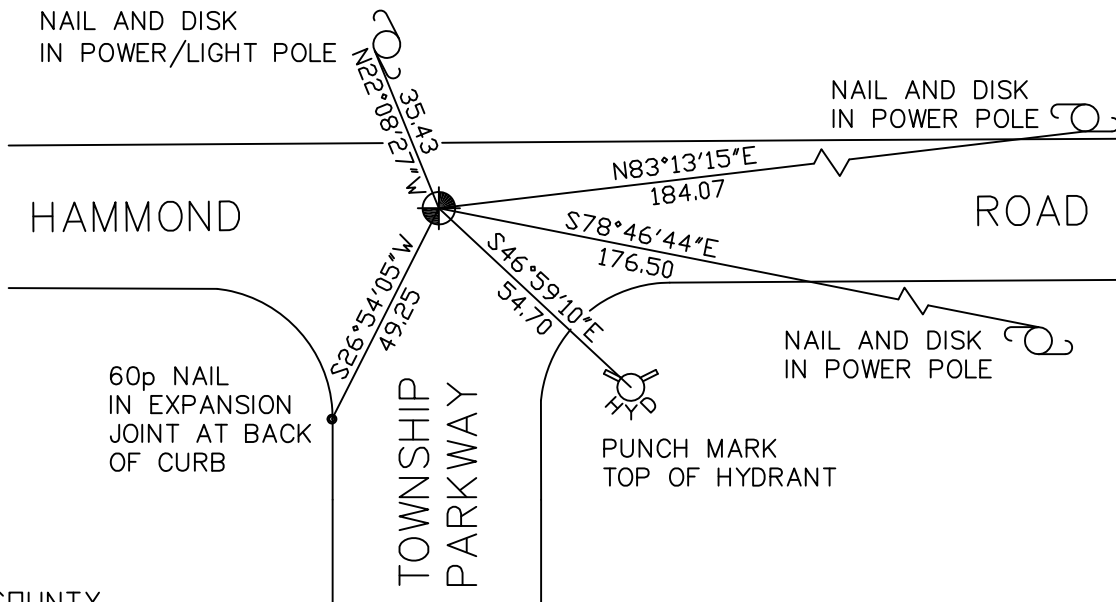 NAIL AND DISK
IN POWER/LIGHT POLE
N22°08'27"W
35.43
NAIL AND DISK
IN POWER POLE
N83°13'15"E
184.07
HAMMOND
ROAD
S78°46'44"E
176.50
S46°59'10"E
54.70
S26°54'05"W
49.25
NAIL AND DISK
IN POWER POLE
60p NAIL
IN EXPANSION
JOINT AT BACK
OF CURB
HYD
PUNCH MARK
TOP OF HYDRANT
TOWNSHIP
PARKWAY